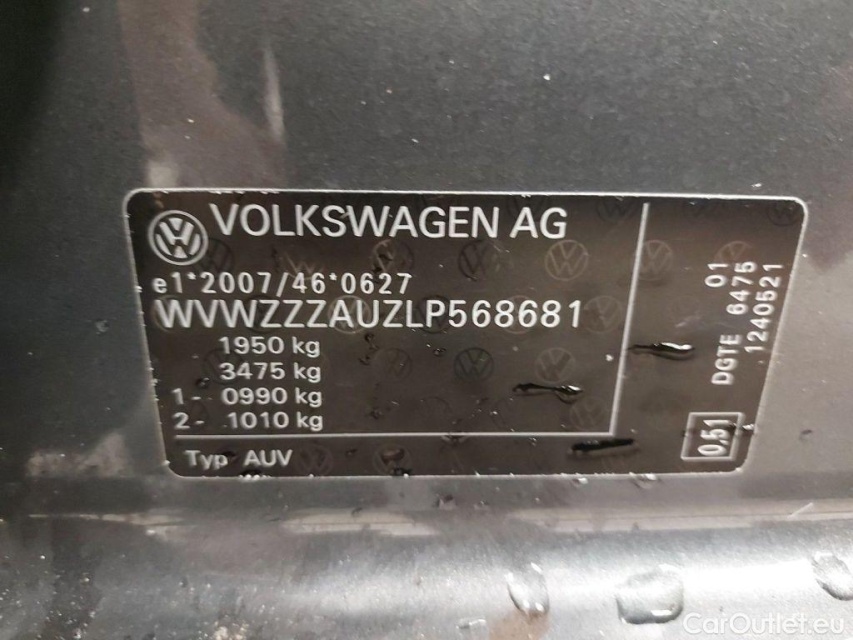 VOLKSWAGEN AG
e1*2007/46*0627
WVWZZZAUZLP568681
1950 kg
3475 kg
1- 0990 kg
2- 1010 kg
Typ AUV
01
DGTE 6475
1240521
0,51
CarOutlet.eu